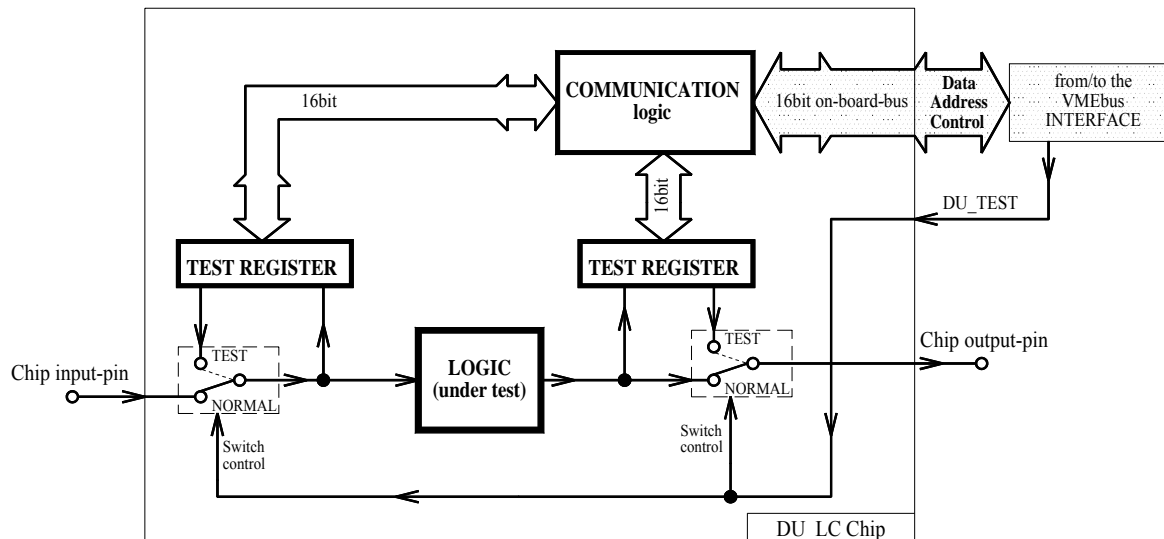 COMMUNICATION
logic
16bit
16bit on-board-bus
Data
Address
Control
from/to the
VMEbus
INTERFACE
16bit
DU_TEST
TEST REGISTER
TEST REGISTER
TEST
NORMAL
LOGIC
(under test)
TEST
NORMAL
Chip input-pin
Chip output-pin
Switch
control
Switch
control
DU_LC Chip